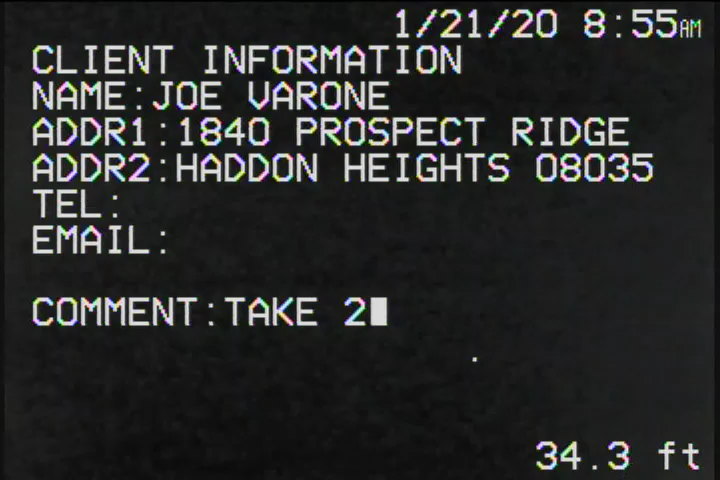 1/21/20 8:55AM
CLIENT INFORMATION
NAME:JOE VARONE
ADDR1:1840 PROSPECT RIDGE
ADDR2:HADDON HEIGHTS 08035
TEL:
EMAIL:
COMMENT:TAKE 2
34.3 ft